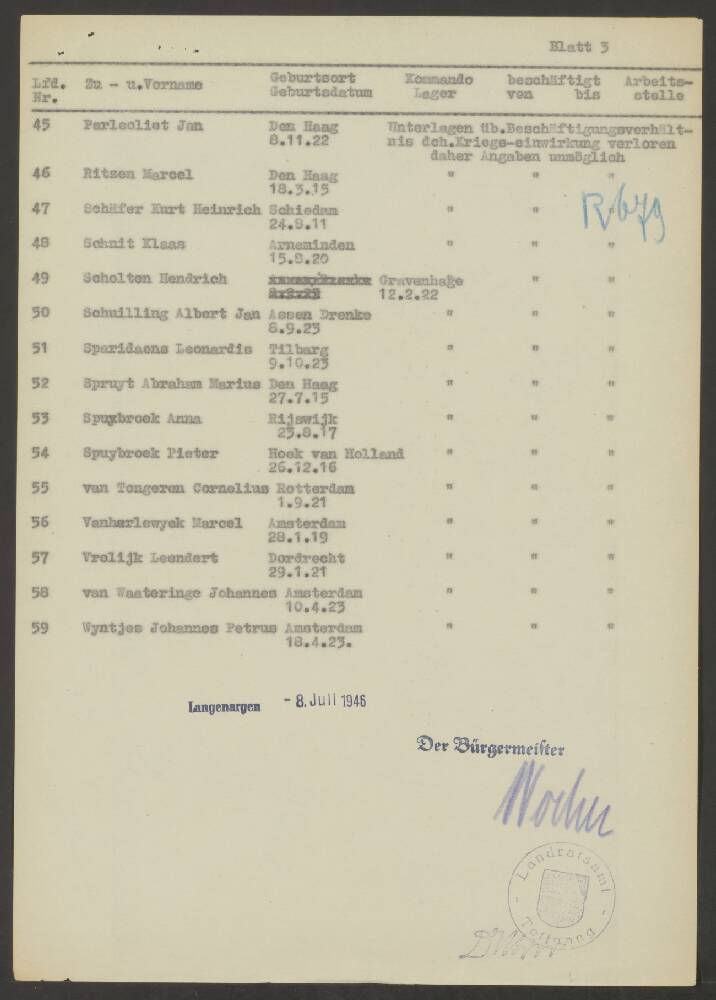 Blatt 3
Lfd. Zu - u.Vorname Geburtsort Kommando beschäftigt Arbeits-
Nr. Geburtsdatum Lager von bis stelle
45 Perleoliet Jan Den Haag Unterlagen üb.Beschäftigungsverhält-
8.11.22 nis dch.Kriegs-einwirkung verloren
daher Angaben unmöglich
46 Ritzen Marcel Den Haag " " "
18.3.15
47 Schäfer Kurt Heinrich Schiedam " " "
24.9.11
R 679
48 Schnit Klaas Arneminden " " "
15.8.20
49 Scholten Hendrich Gravenhage " "
12.2.22
50 Schuilling Albert Jan Assen Drenke " " "
6.9.23
51 Sparidaens Leonardis Tilbarg " " "
9.10.23
52 Spruyt Abraham Marius Den Haag " " "
27.7.15
53 Spuybroek Anna Rijswijk " " "
23.8.17
54 Spuybroek Pieter Hoek van Holland " " "
26.12.16
55 van Tongeren Cornelius Rotterdam " " "
1.9.21
56 Vanharlewyck Marcel Amsterdam " " "
28.1.19
57 Vrolijk Leendert Dordrecht " " "
29.1.21
58 van Waateringe Johannes Amsterdam " " "
10.4.23
59 Wyntjes Johannes Petrus Amsterdam " " "
18.4.23.
Langenargen - 8. Juli 1946
Der Bürgermeister
Landratsamt
Tettnang